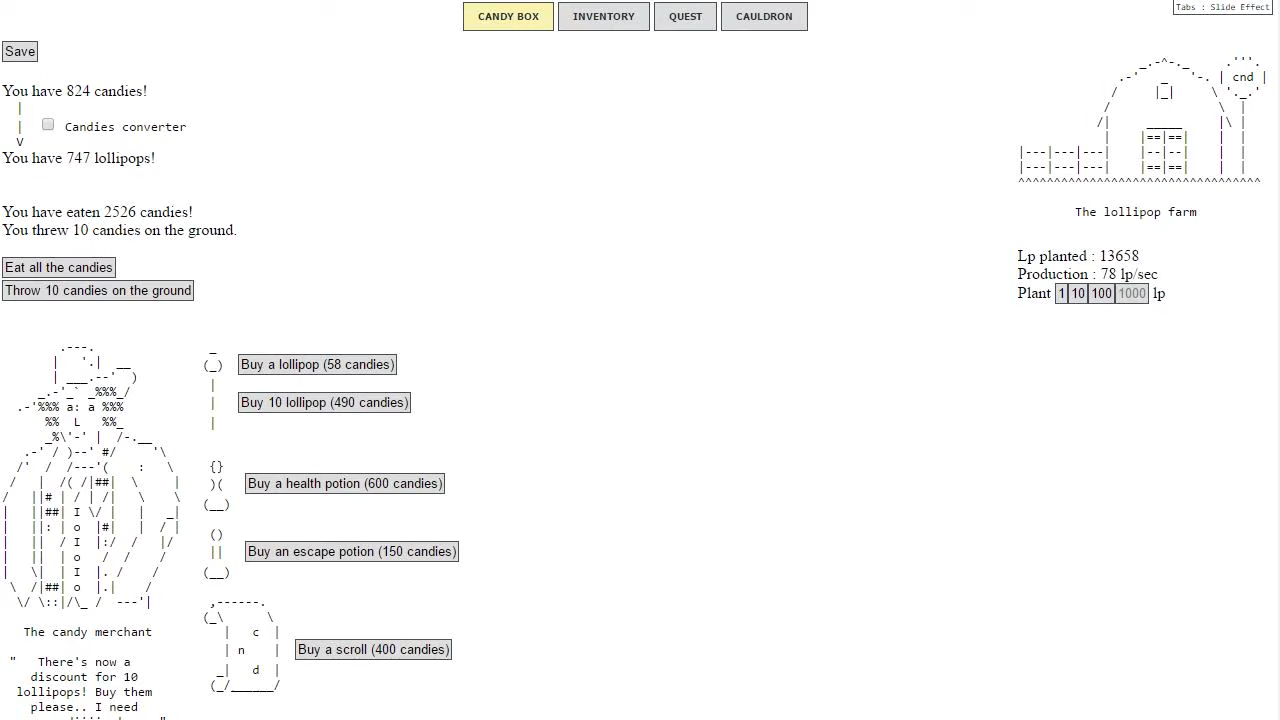 CANDY BOX INVENTORY QUEST CAULDRON
Tabs : Slide Effect
Save
You have 824 candies!
Candies converter
You have 747 lollipops!
You have eaten 2526 candies!
You threw 10 candies on the ground.
Eat all the candies
Throw 10 candies on the ground
cnd
The lollipop farm
Lp planted : 13658
Production : 78 lp/sec
Plant 1 10 100 1000 lp
Buy a lollipop (58 candies)
Buy 10 lollipop (490 candies)
Buy a health potion (600 candies)
Buy an escape potion (150 candies)
c
n
d
Buy a scroll (400 candies)
The candy merchant
" There's now a
discount for 10
lollipops! Buy them
please.. I need